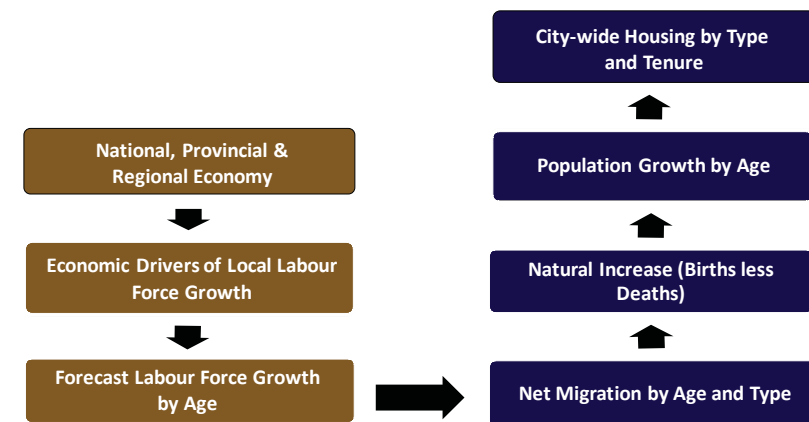 National, Provincial &
Regional Economy
Economic Drivers of Local Labour
Force Growth
Forecast Labour Force Growth
by Age
City-wide Housing by Type
and Tenure
Population Growth by Age
Natural Increase (Births less
Deaths)
Net Migration by Age and Type